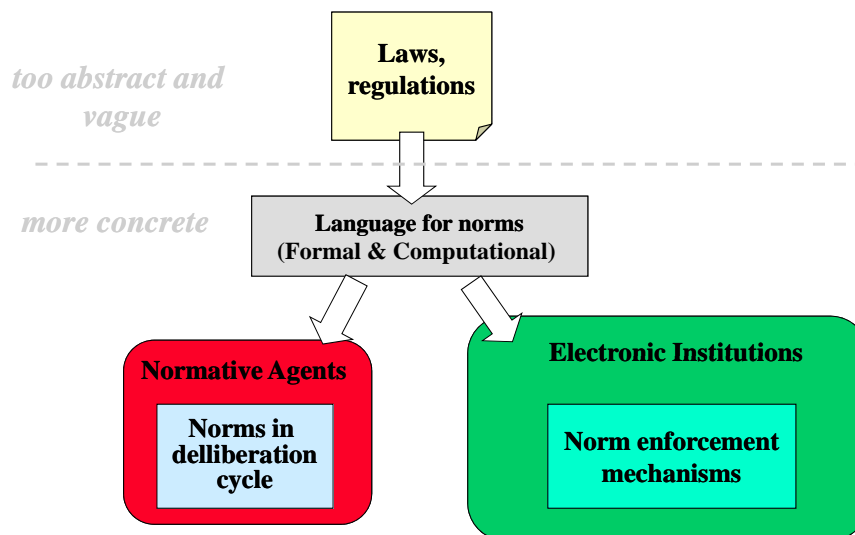 Laws,
regulations
too abstract and
vague
more concrete
Language for norms
(Formal & Computational)
Normative Agents
Norms in
delliberation
cycle
Electronic Institutions
Norm enforcement
mechanisms